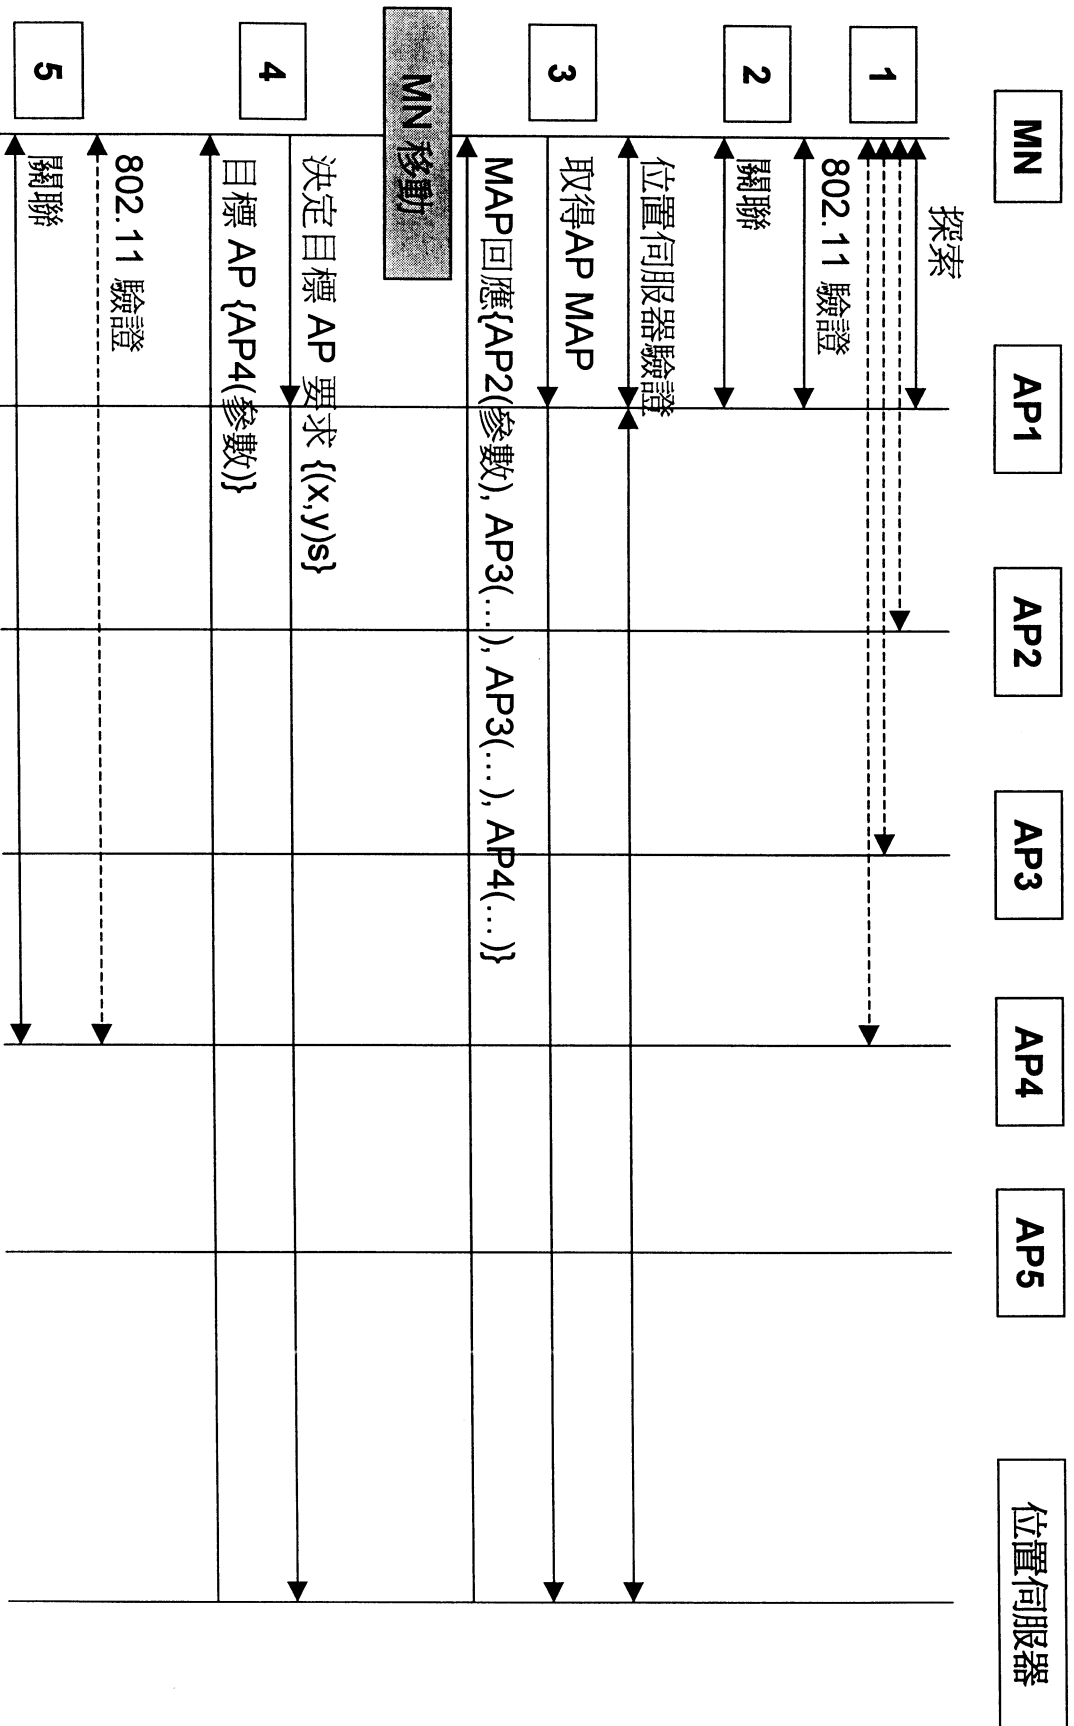 MN
AP1
AP2
AP3
AP4
AP5
位置伺服器
1
探索
802.11 驗證
2
關聯
位置伺服器驗證
3
取得AP MAP
MAP回應{AP2(參數), AP3(...), AP3(...), AP4(...)}
MN 移動
決定目標 AP 要求 {(x,y)s}
4
目標 AP {AP4(參數)}
802.11 驗證
5
關聯